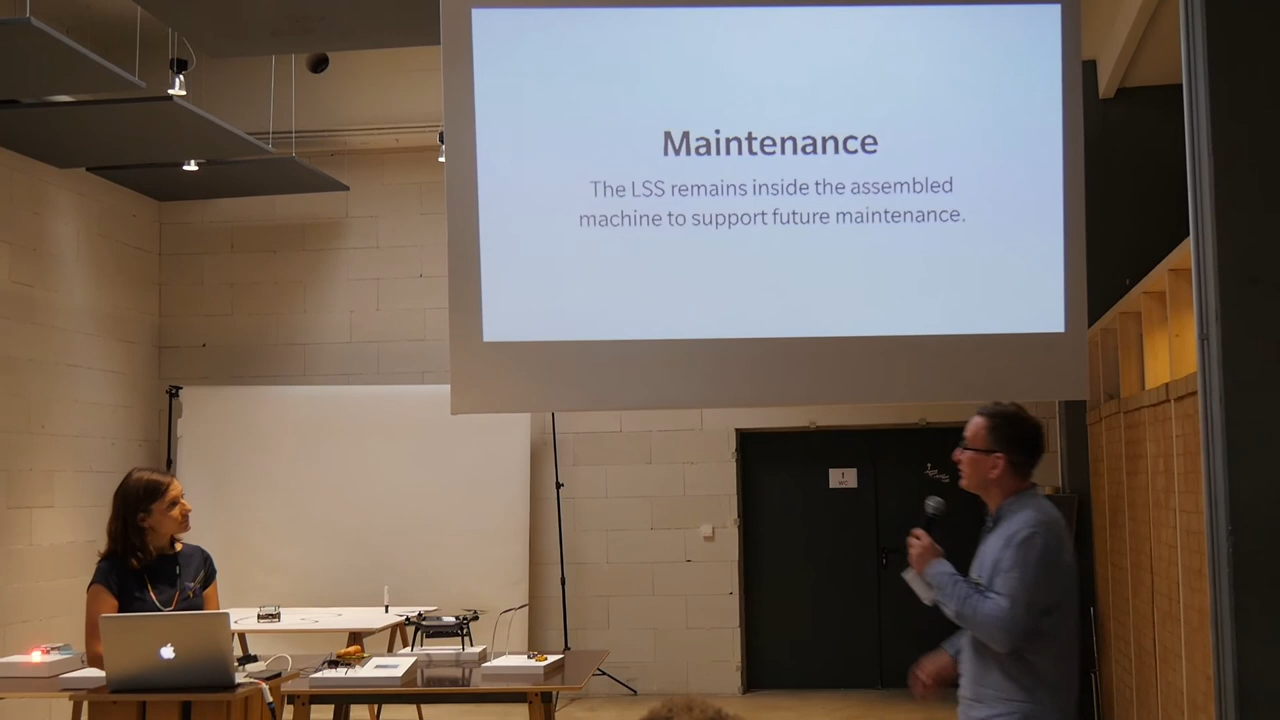 Maintenance
The LSS remains inside the assembled
machine to support future maintenance.
WC